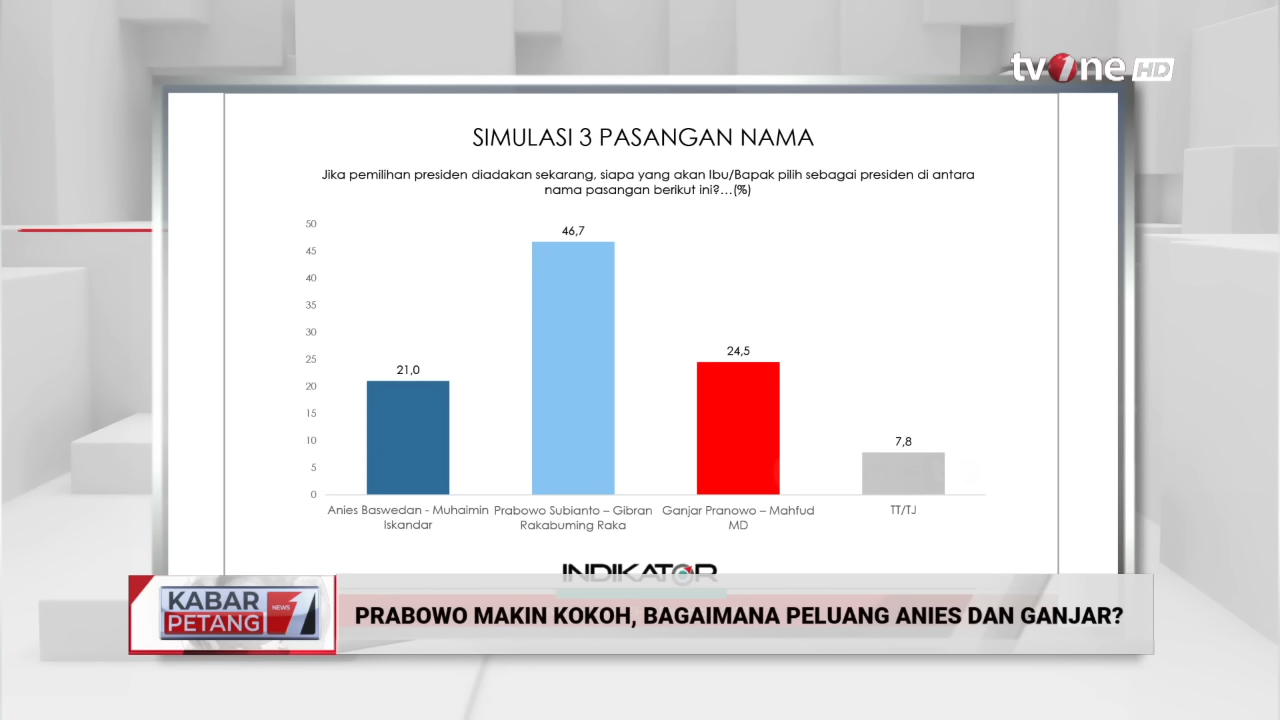 tvOne HD
SIMULASI 3 PASANGAN NAMA
Jika pemilihan presiden diadakan sekarang, siapa yang akan Ibu/Bapak pilih sebagai presiden di antara
nama pasangan berikut ini?...(%)
50
45
40
35
30
25
20
15
10
5
0
21,0
46,7
24,5
7,8
Anies Baswedan - Muhaimin
Iskandar
Prabowo Subianto – Gibran
Rakabuming Raka
Ganjar Pranowo – Mahfud
MD
TT/TJ
INDIKATOR
KABAR
PETANG
NEWS
1
PRABOWO MAKIN KOKOH, BAGAIMANA PELUANG ANIES DAN GANJAR?